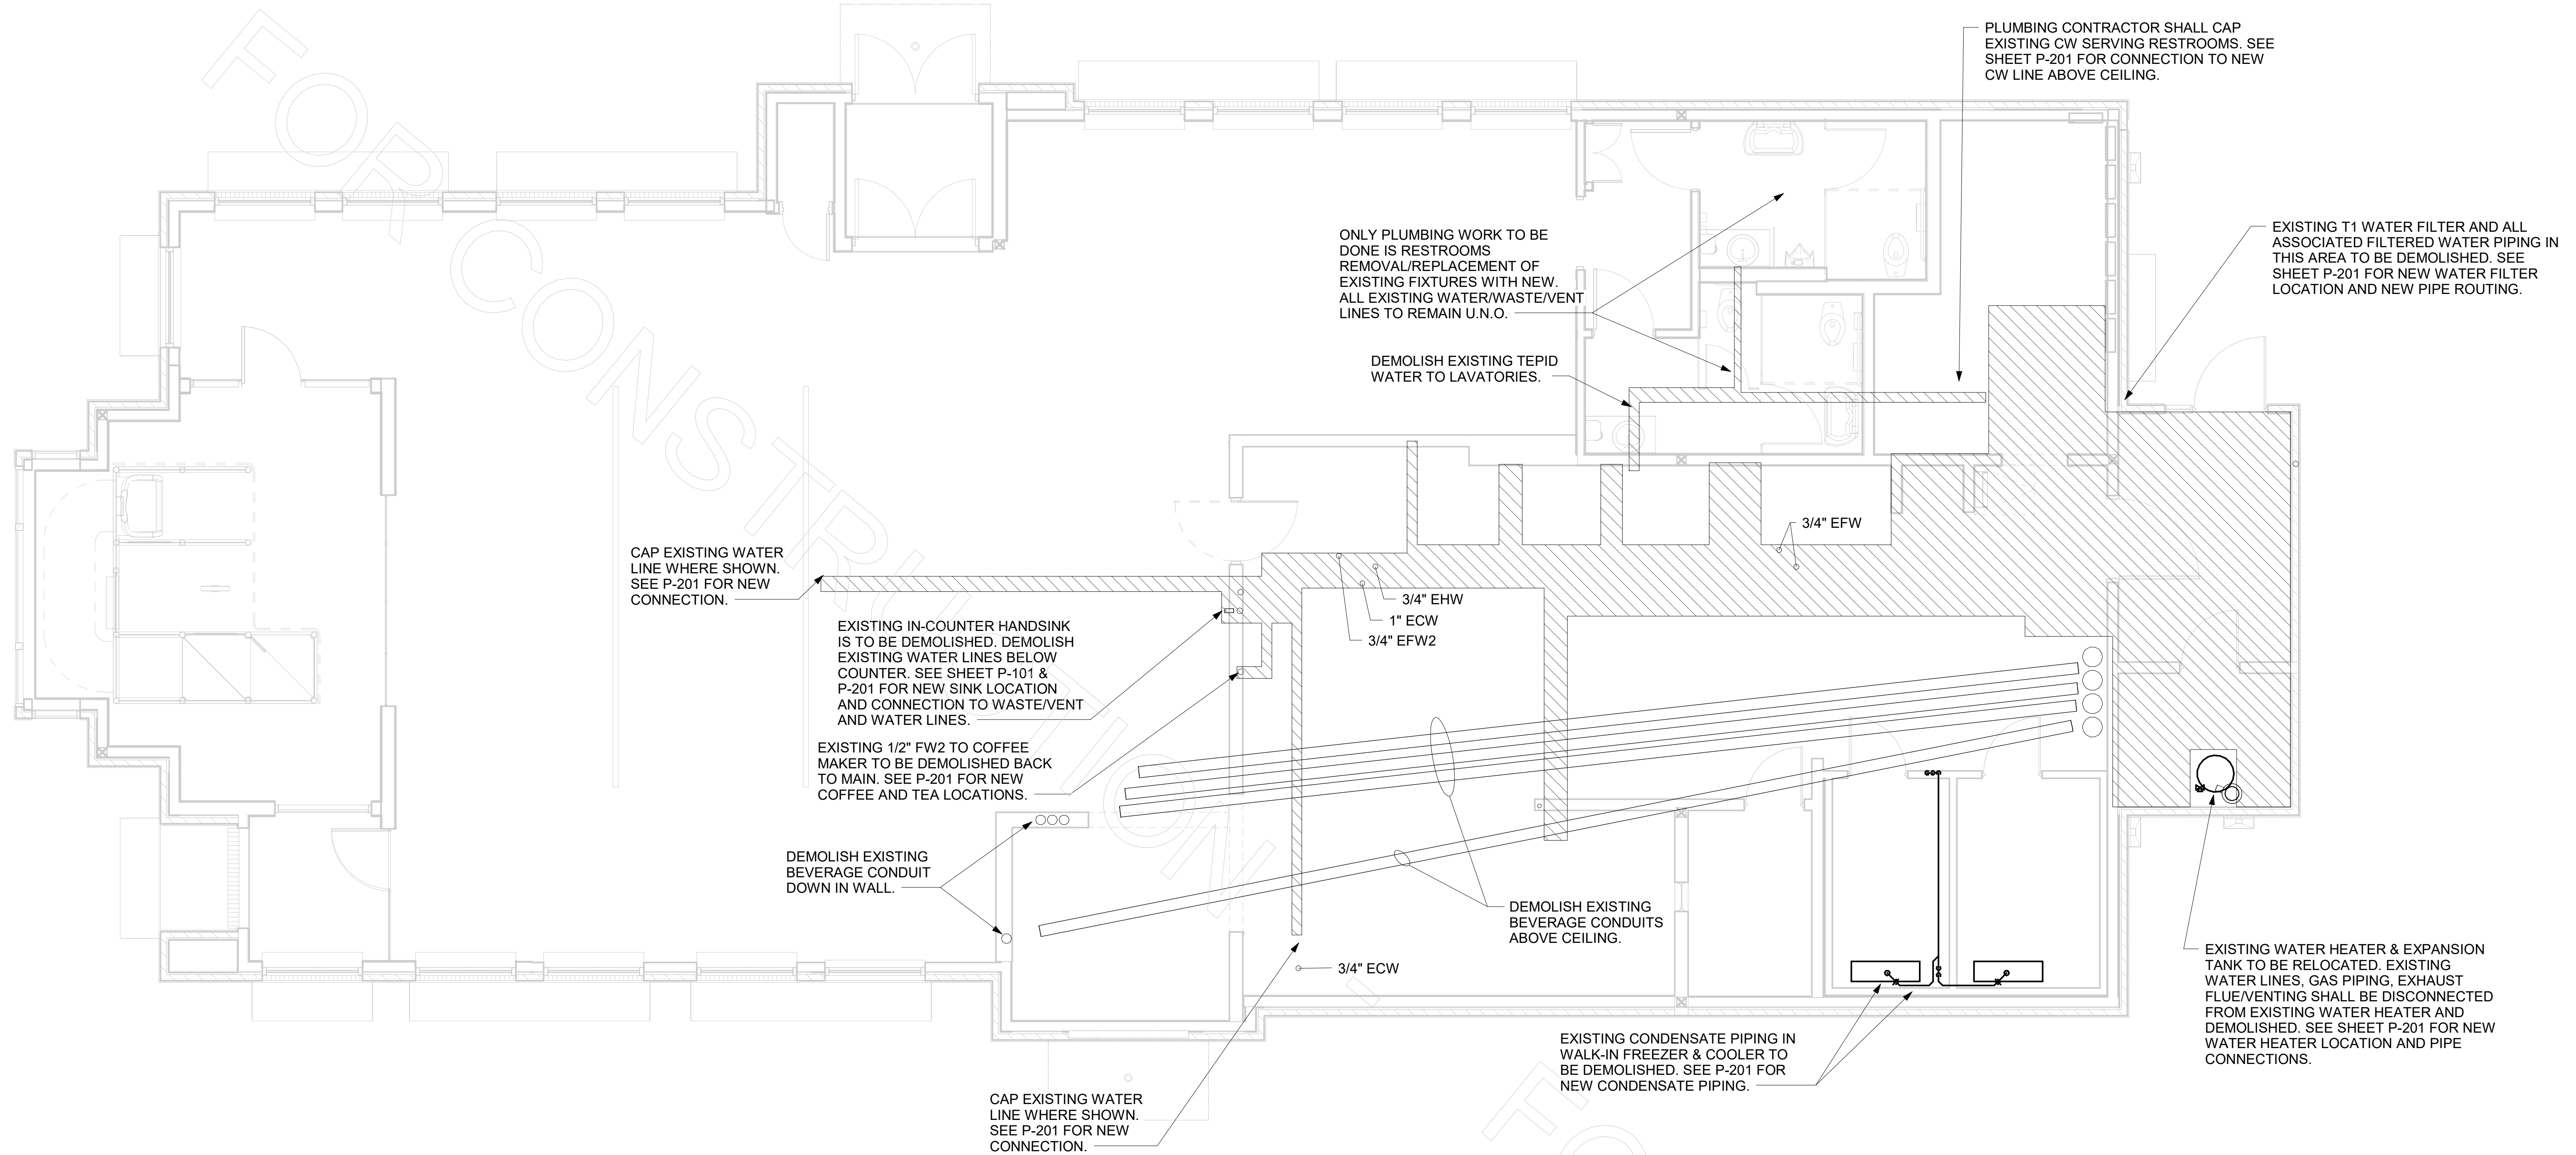 PLUMBING CONTRACTOR SHALL CAP
EXISTING CW SERVING RESTROOMS. SEE
SHEET P-201 FOR CONNECTION TO NEW
CW LINE ABOVE CEILING.
EXISTING T1 WATER FILTER AND ALL
ASSOCIATED FILTERED WATER PIPING IN
THIS AREA TO BE DEMOLISHED. SEE
SHEET P-201 FOR NEW WATER FILTER
LOCATION AND NEW PIPE ROUTING.
ONLY PLUMBING WORK TO BE
DONE IS RESTROOMS
REMOVAL/REPLACEMENT OF
EXISTING FIXTURES WITH NEW.
ALL EXISTING WATER/WASTE/VENT
LINES TO REMAIN U.N.O.
DEMOLISH EXISTING TEPID
WATER TO LAVATORIES.
3/4" EFW
CAP EXISTING WATER
LINE WHERE SHOWN.
SEE P-201 FOR NEW
CONNECTION.
3/4" EHW
1" ECW
3/4" EFW2
EXISTING IN-COUNTER HANDSINK
IS TO BE DEMOLISHED. DEMOLISH
EXISTING WATER LINES BELOW
COUNTER. SEE SHEET P-101 &
P-201 FOR NEW SINK LOCATION
AND CONNECTION TO WASTE/VENT
AND WATER LINES.
EXISTING 1/2" FW2 TO COFFEE
MAKER TO BE DEMOLISHED BACK
TO MAIN. SEE P-201 FOR NEW
COFFEE AND TEA LOCATIONS.
DEMOLISH EXISTING
BEVERAGE CONDUIT
DOWN IN WALL.
DEMOLISH EXISTING
BEVERAGE CONDUITS
ABOVE CEILING.
3/4" ECW
EXISTING WATER HEATER & EXPANSION
TANK TO BE RELOCATED. EXISTING
WATER LINES, GAS PIPING, EXHAUST
FLUE/VENTING SHALL BE DISCONNECTED
FROM EXISTING WATER HEATER AND
DEMOLISHED. SEE SHEET P-201 FOR NEW
WATER HEATER LOCATION AND PIPE
CONNECTIONS.
EXISTING CONDENSATE PIPING IN
WALK-IN FREEZER & COOLER TO
BE DEMOLISHED. SEE P-201 FOR
NEW CONDENSATE PIPING.
CAP EXISTING WATER
LINE WHERE SHOWN.
SEE P-201 FOR NEW
CONNECTION.
FOR CONSTRUCTION
FO